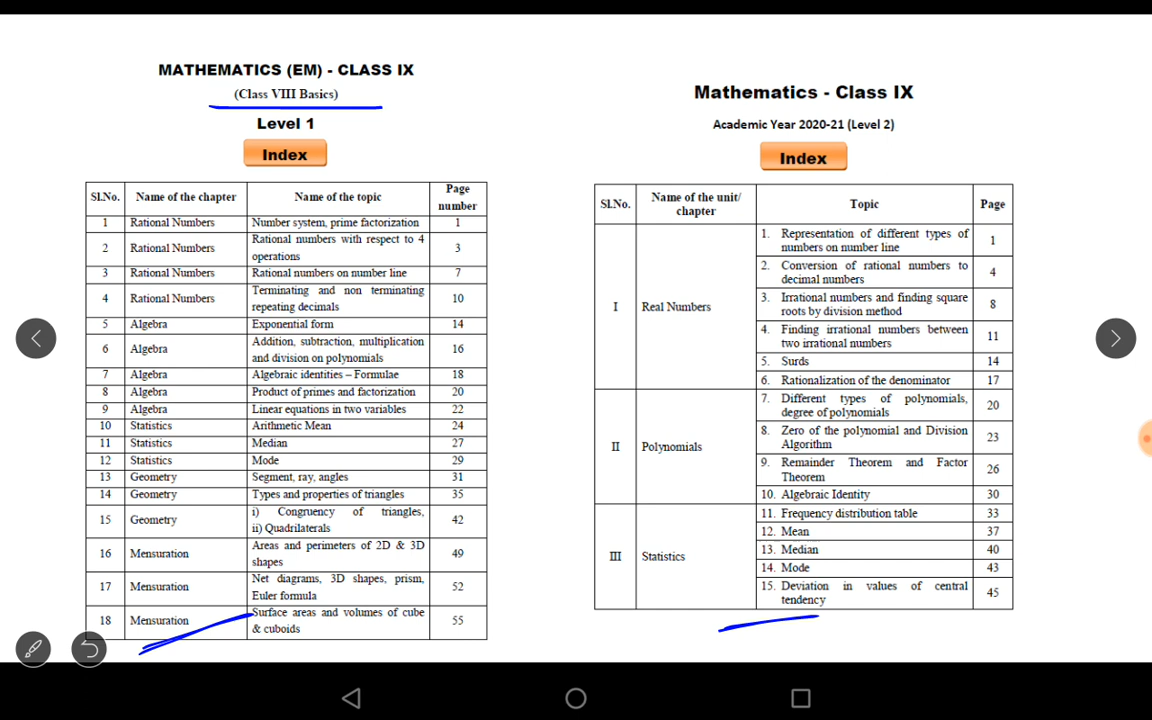 MATHEMATICS (EM) - CLASS IX
(Class VIII Basics)
Level 1
Index
Sl.No. Name of the chapter Name of the topic Page number
1 Rational Numbers Number system, prime factorization 1
2 Rational Numbers Rational numbers with respect to 4
operations 3
3 Rational Numbers Rational numbers on number line 7
4 Rational Numbers Terminating and non terminating
repeating decimals 10
5 Algebra Exponential form 14
6 Algebra Addition, subtraction, multiplication
and division on polynomials 16
7 Algebra Algebraic identities – Formulae 18
8 Algebra Product of primes and factorization 20
9 Algebra Linear equations in two variables 22
10 Statistics Arithmetic Mean 24
11 Statistics Median 27
12 Statistics Mode 29
13 Geometry Segment, ray, angles 31
14 Geometry Types and properties of triangles 35
15 Geometry i) Congruency of triangles,
ii) Quadrilaterals 42
16 Mensuration Areas and perimeters of 2D & 3D
shapes 49
17 Mensuration Net diagrams, 3D shapes, prism,
Euler formula 52
18 Mensuration Surface areas and volumes of cube
& cuboids 55
Mathematics - Class IX
Academic Year 2020-21 (Level 2)
Index
Sl.No. Name of the unit/ chapter Topic Page
I Real Numbers
1. Representation of different types of
numbers on number line 1
2. Conversion of rational numbers to
decimal numbers 4
3. Irrational numbers and finding square
roots by division method 8
4. Finding irrational numbers between
two irrational numbers 11
5. Surds 14
6. Rationalization of the denominator 17
II Polynomials
7. Different types of polynomials,
degree of polynomials 20
8. Zero of the polynomial and Division
Algorithm 23
9. Remainder Theorem and Factor
Theorem 26
10. Algebraic Identity 30
III Statistics
11. Frequency distribution table 33
12. Mean 37
13. Median 40
14. Mode 43
15. Deviation in values of central
tendency 45